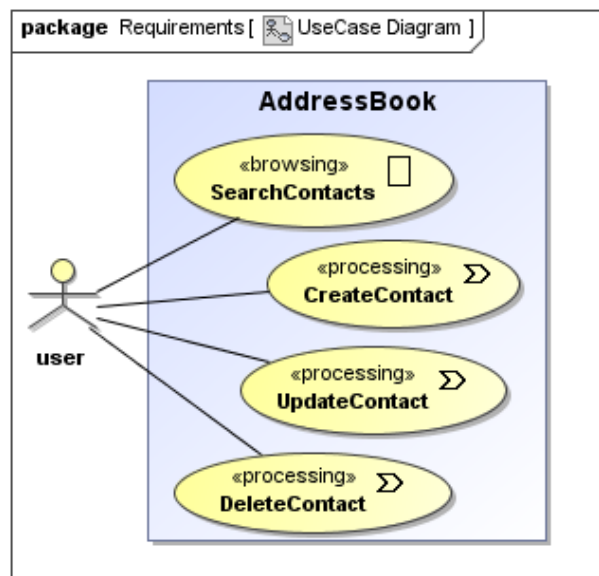 package Requirements [ UseCase Diagram ]
AddressBook
«browsing»
SearchContacts
«processing»
CreateContact
user
«processing»
UpdateContact
«processing»
DeleteContact